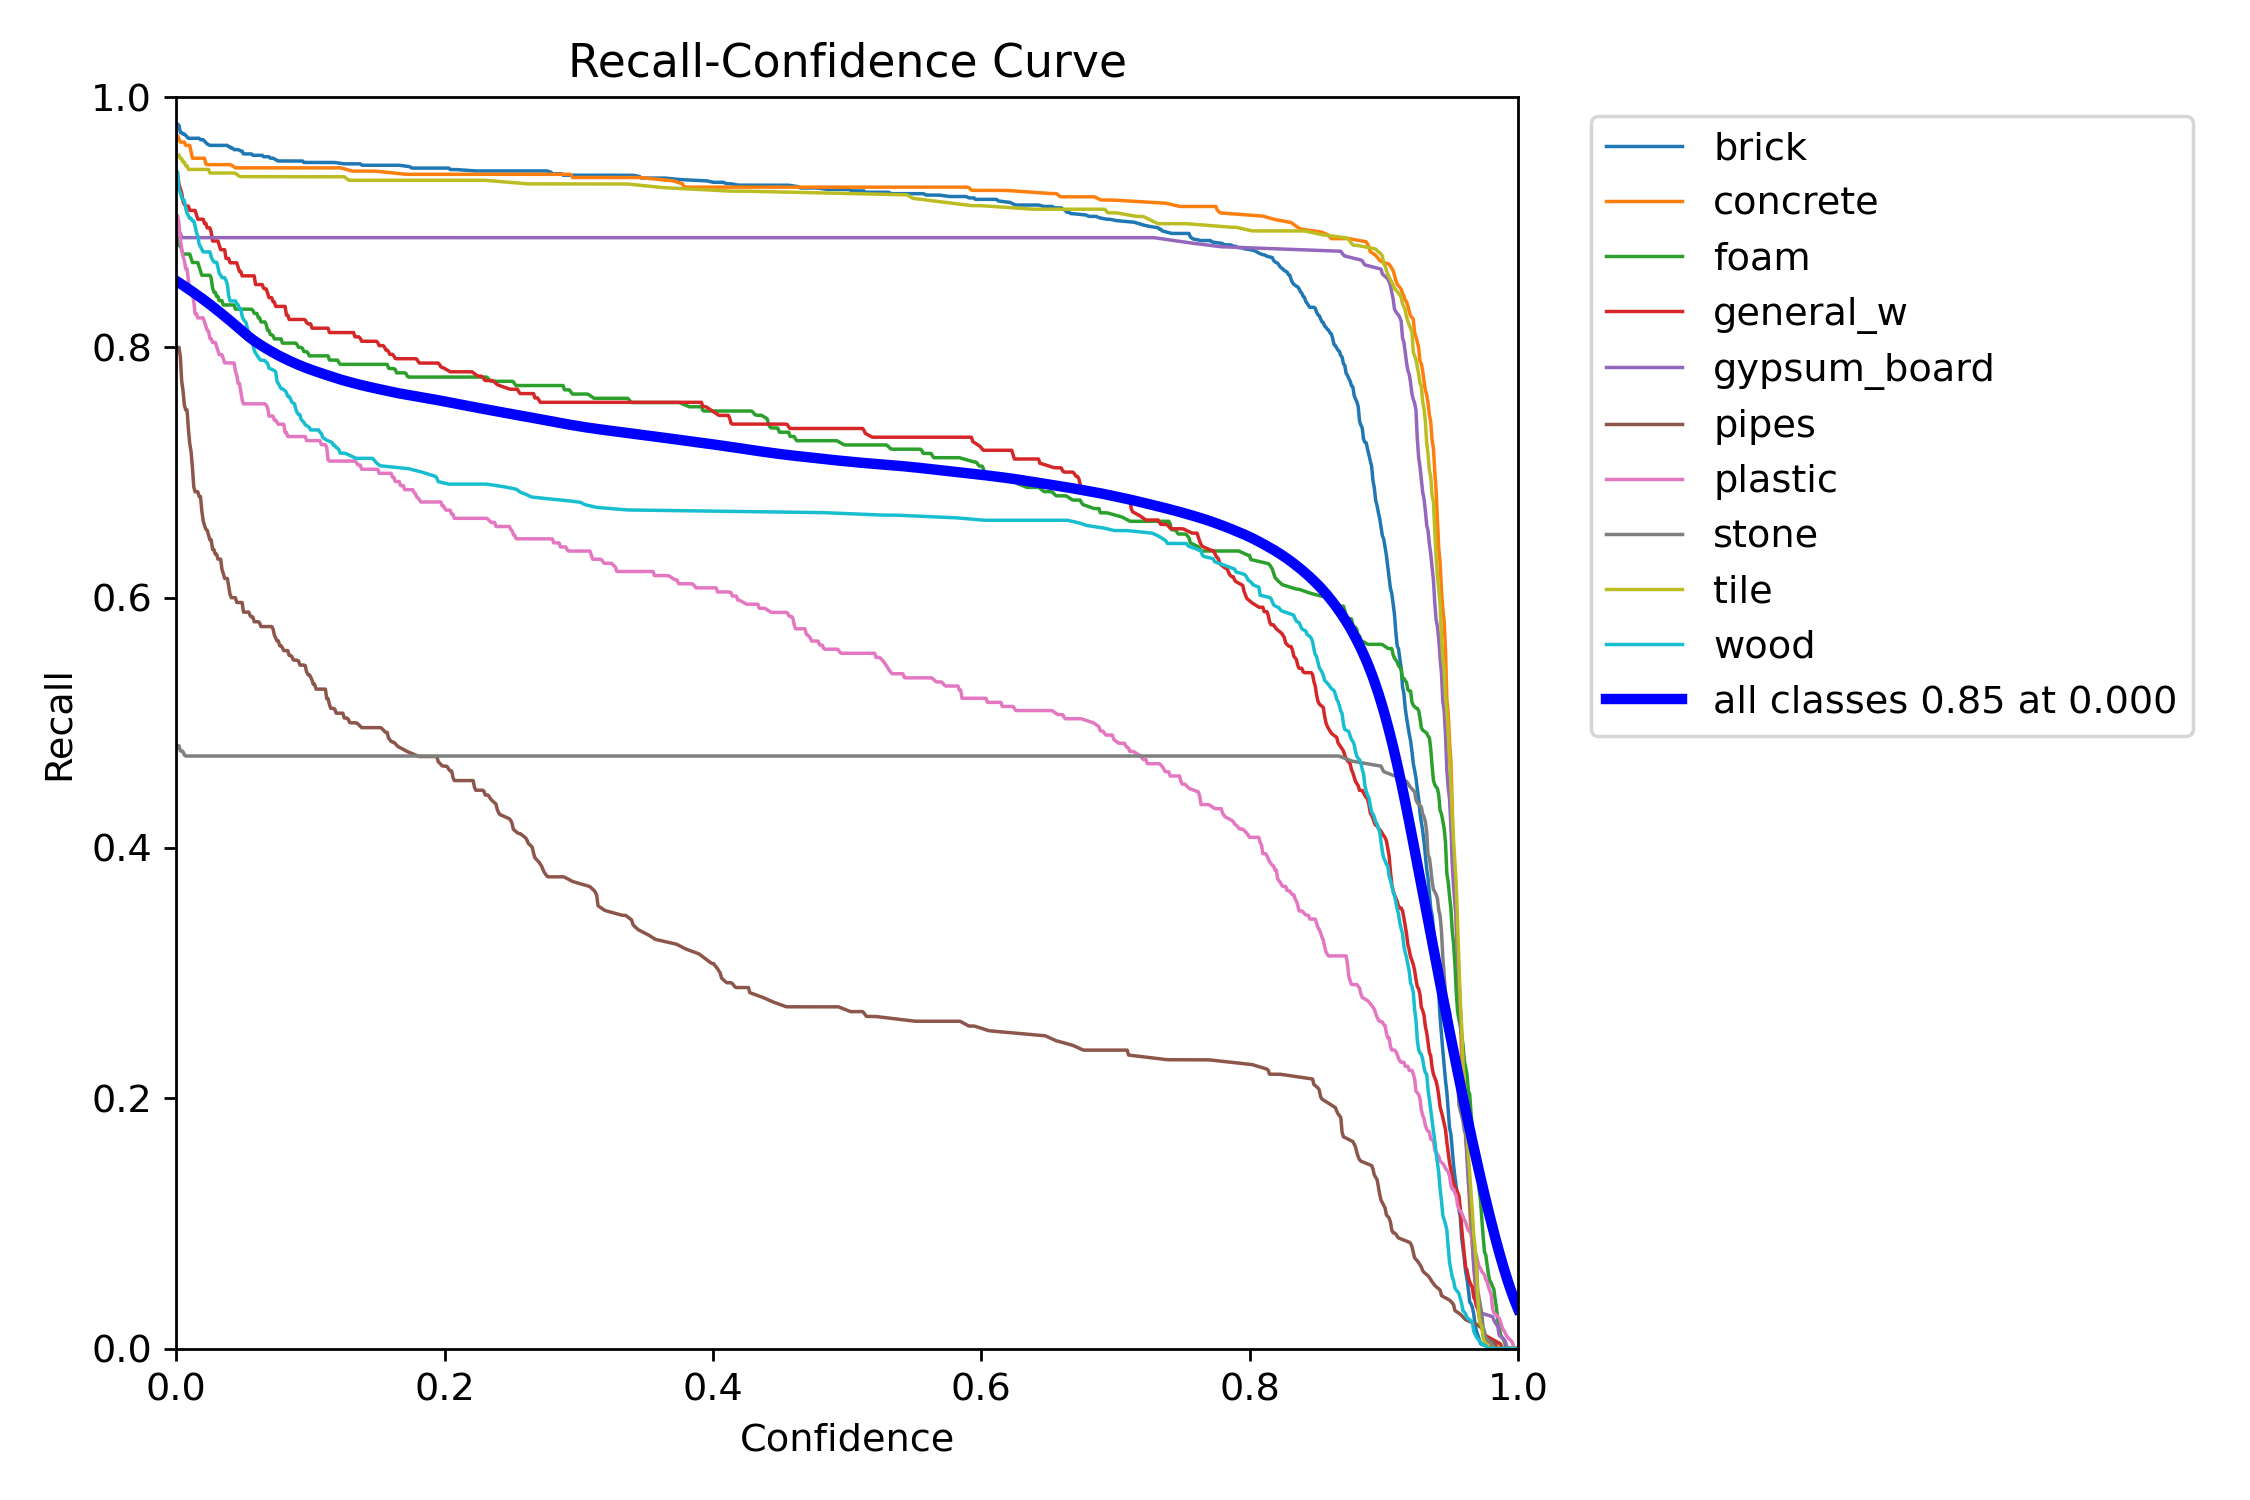 Recall-Confidence Curve
1.0
0.8
0.6
0.4
0.2
0.0
Recall
0.0 0.2 0.4 0.6 0.8 1.0
Confidence
brick
concrete
foam
general_w
gypsum_board
pipes
plastic
stone
tile
wood
all classes 0.85 at 0.000